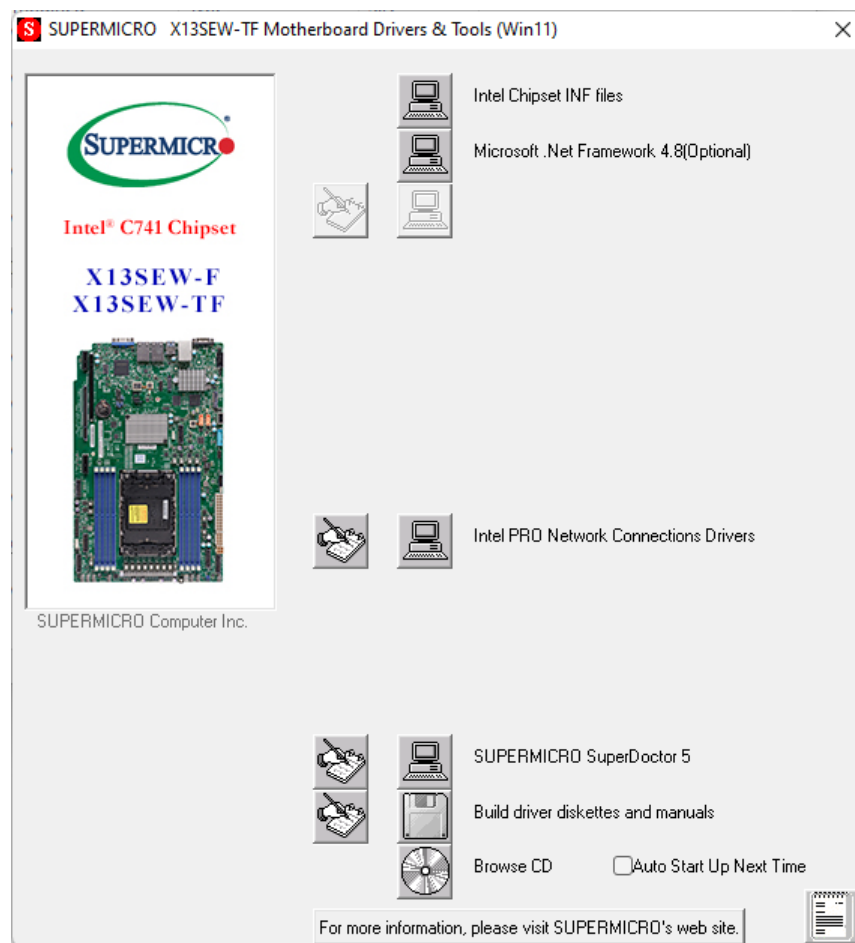 S SUPERMICRO X13SEW-TF Motherboard Drivers & Tools (Win11)
SUPERMICRO
Intel® C741 Chipset
X13SEW-F
X13SEW-TF
SUPERMICRO Computer Inc.
Intel Chipset INF files
Microsoft .Net Framework 4.8(Optional)
Intel PRO Network Connections Drivers
SUPERMICRO SuperDoctor 5
Build driver diskettes and manuals
Browse CD
Auto Start Up Next Time
For more information, please visit SUPERMICRO's web site.